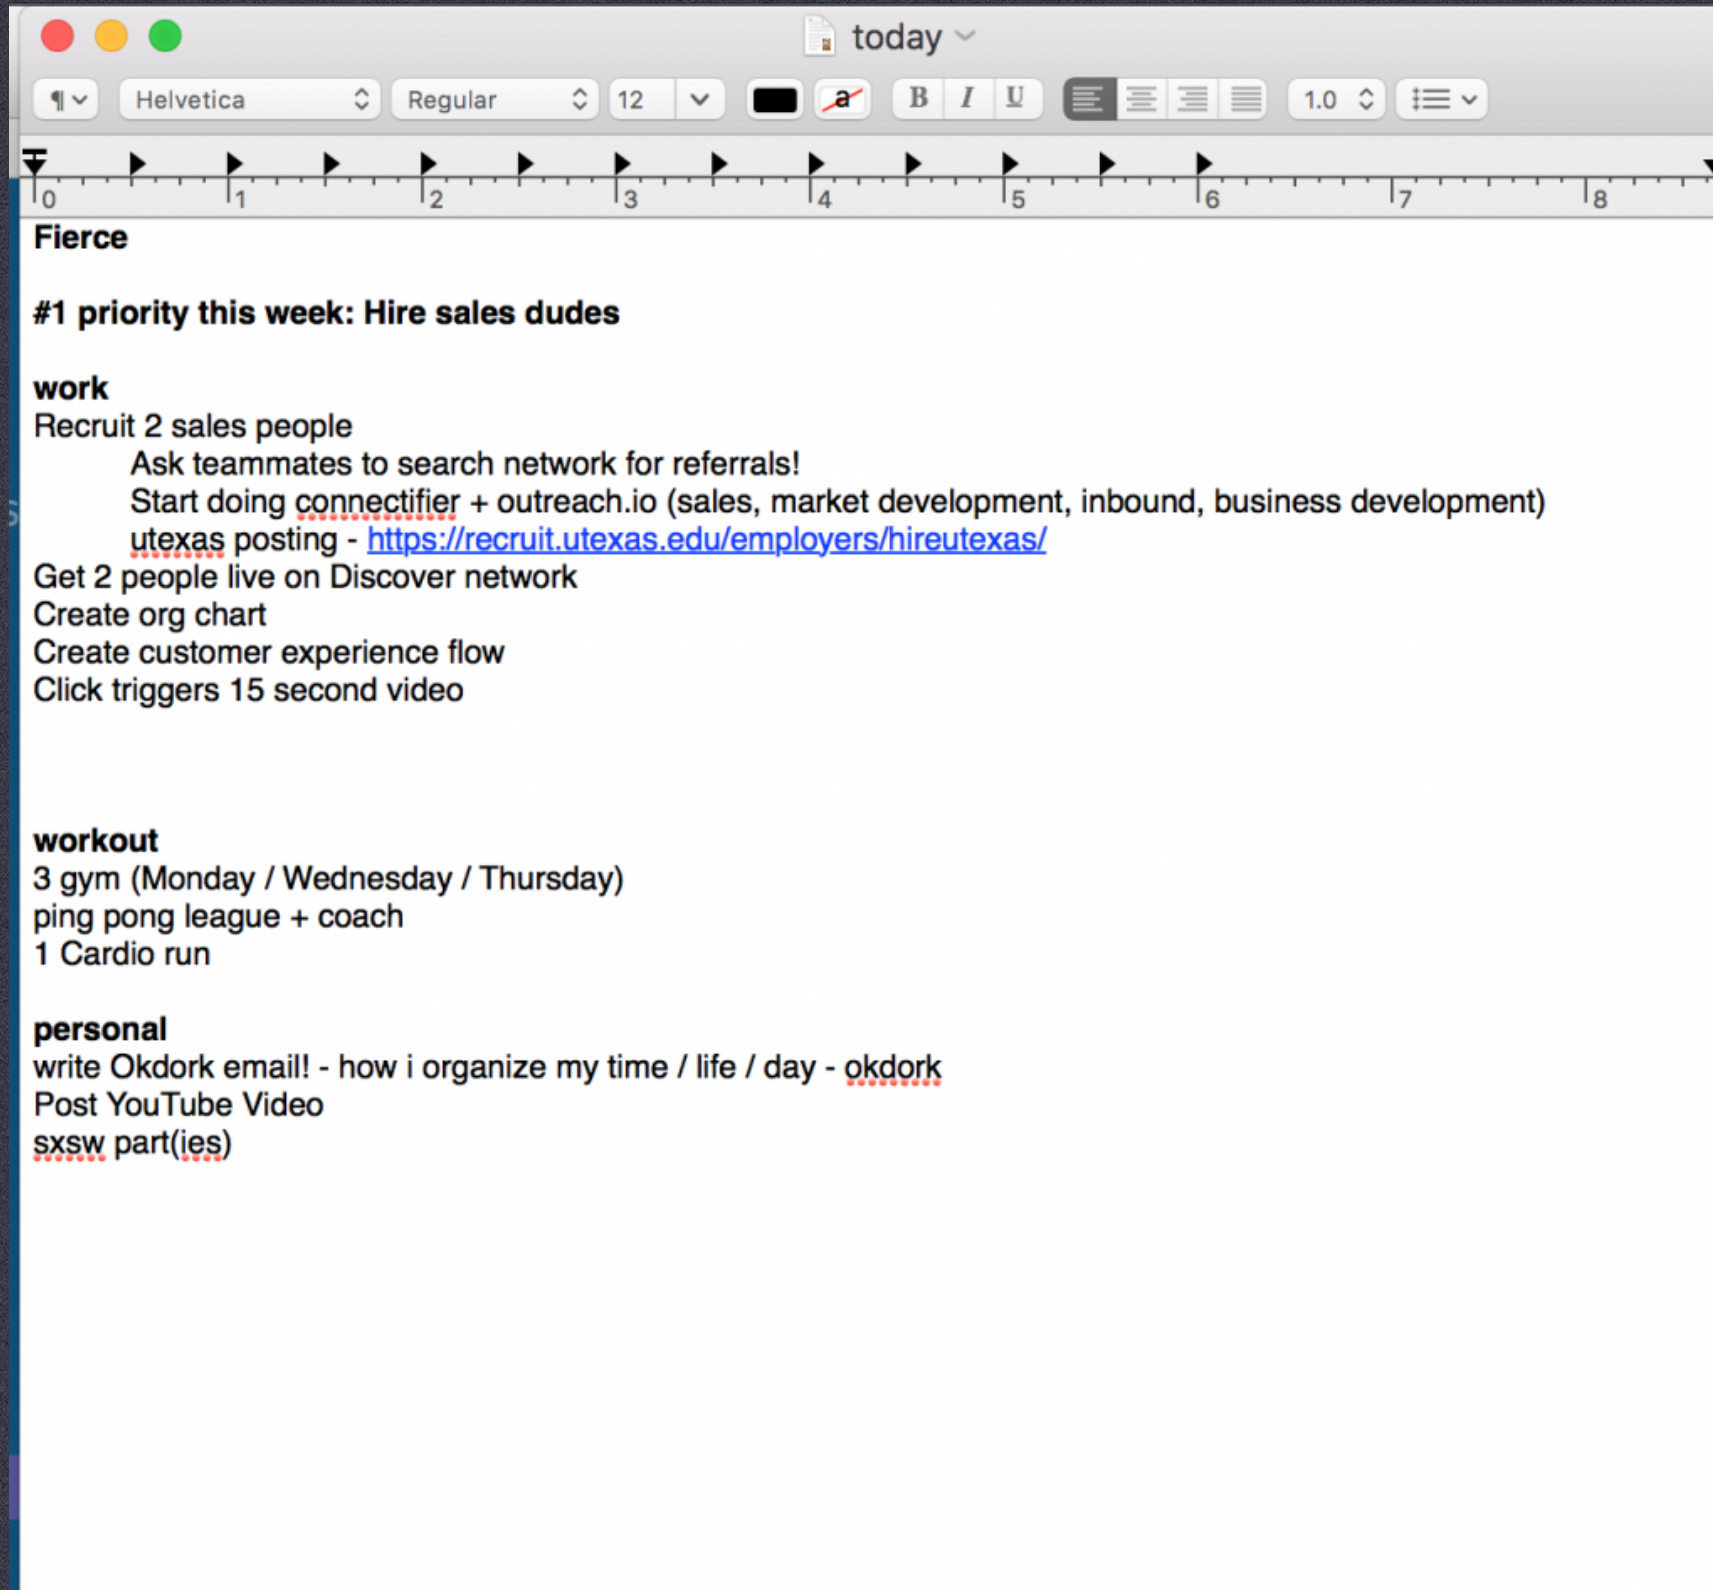 today
Helvetica Regular 12 a B I U 1.0
0 1 2 3 4 5 6 7 8
Fierce
#1 priority this week: Hire sales dudes
work
Recruit 2 sales people
Ask teammates to search network for referrals!
Start doing connectifier + outreach.io (sales, market development, inbound, business development)
utexas posting - https://recruit.utexas.edu/employers/hireutexas/
Get 2 people live on Discover network
Create org chart
Create customer experience flow
Click triggers 15 second video
workout
3 gym (Monday / Wednesday / Thursday)
ping pong league + coach
1 Cardio run
personal
write Okdork email! - how i organize my time / life / day - okdork
Post YouTube Video
sxsw part(ies)